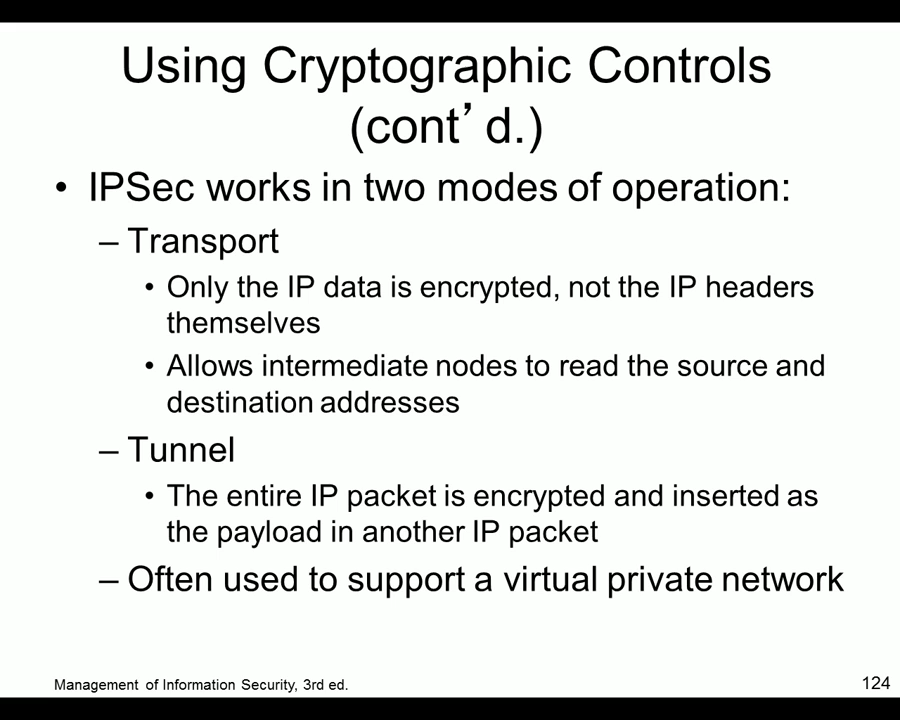 Using Cryptographic Controls
(cont’d.)
• IPSec works in two modes of operation:
– Transport
• Only the IP data is encrypted, not the IP headers
themselves
• Allows intermediate nodes to read the source and
destination addresses
– Tunnel
• The entire IP packet is encrypted and inserted as
the payload in another IP packet
– Often used to support a virtual private network
Management of Information Security, 3rd ed.
124